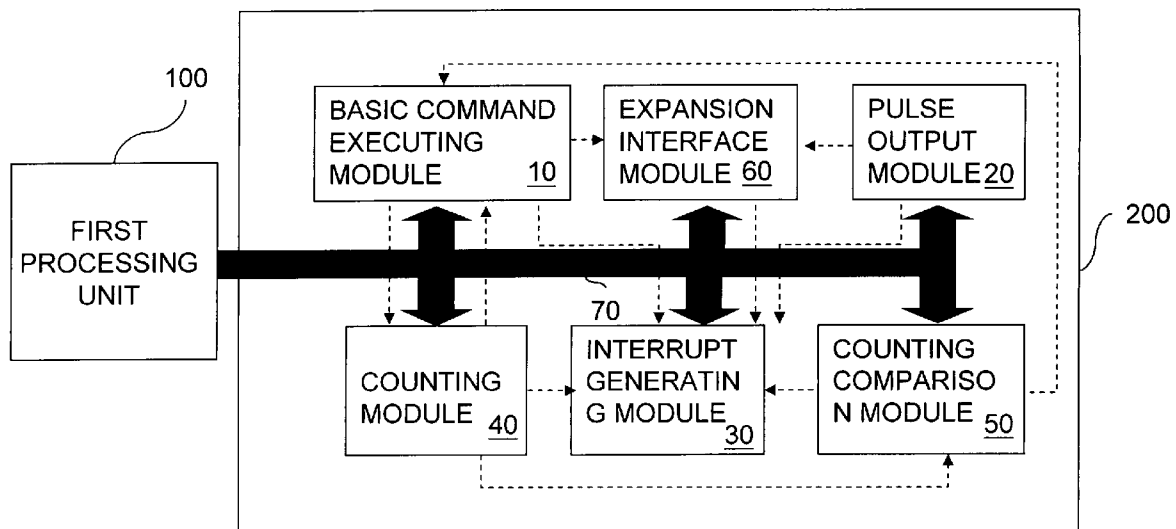 100
FIRST
PROCESSING
UNIT
BASIC COMMAND
EXECUTING
MODULE 10
EXPANSION
INTERFACE
MODULE 60
PULSE
OUTPUT
MODULE 20
200
70
COUNTING
MODULE 40
INTERRUPT
GENERATIN
G MODULE 30
COUNTING
COMPARISO
N MODULE 50